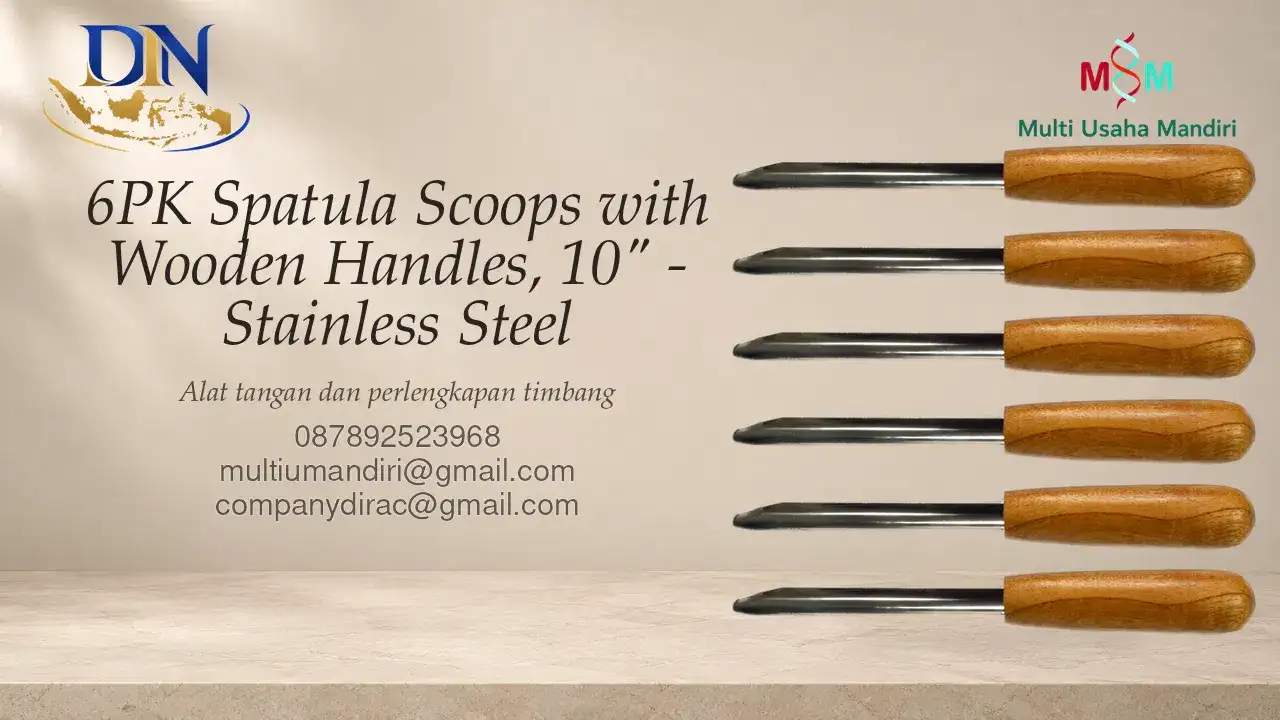 DN
M M
Multi Usaha Mandiri
6PK Spatula Scoops with
Wooden Handles, 10" -
Stainless Steel
Alat tangan dan perlengkapan timbang
087892523968
multiumandiri@gmail.com
companydirac@gmail.com